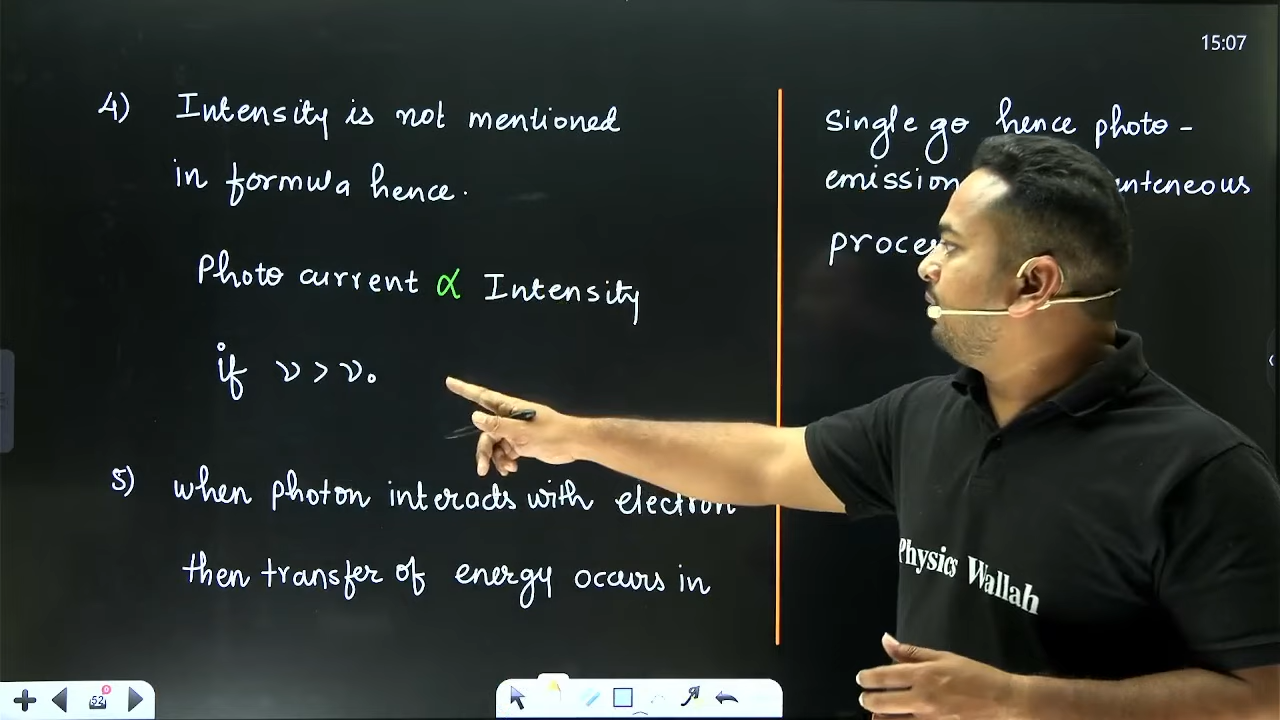 15:07
4) Intensity is not mentioned
in formula hence.
Photo current α Intensity
if ν > ν₀
5) when photon interacts with electron
then transfer of energy occurs in
single go hence photo -
emission
process
Physics Wallah
52